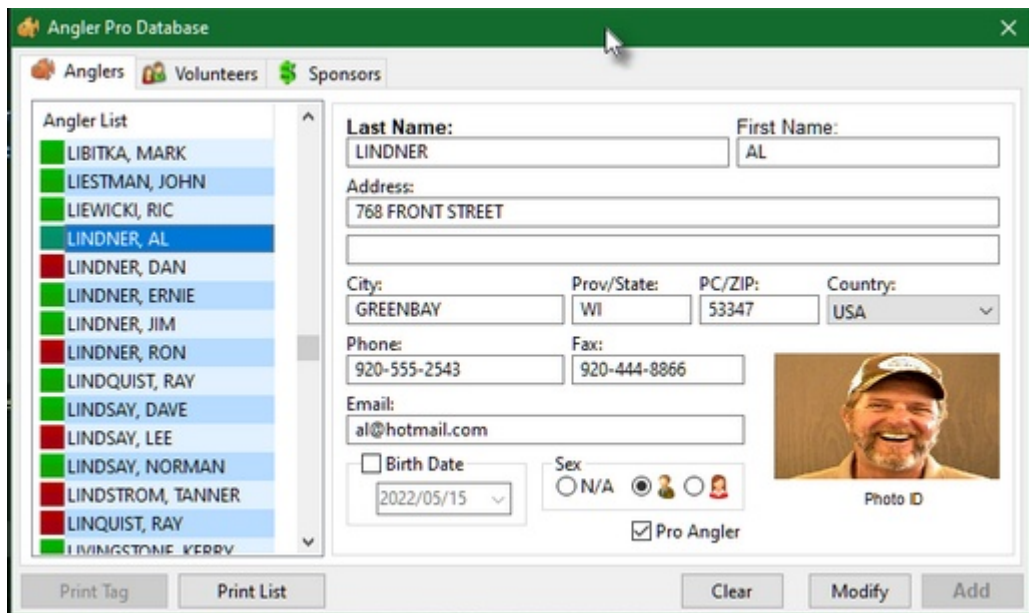 Angler Pro Database
Anglers Volunteers Sponsors
Angler List
LIBITKA, MARK
LIESTMAN, JOHN
LIEWICKI, RIC
LINDNER, AL
LINDNER, DAN
LINDNER, ERNIE
LINDNER, JIM
LINDNER, RON
LINDQUIST, RAY
LINDSAY, DAVE
LINDSAY, LEE
LINDSAY, NORMAN
LINDSTROM, TANNER
LINQUIST, RAY
LIVINGSTONE, KERRY
Last Name: First Name:
LINDNER AL
Address:
768 FRONT STREET
City: Prov/State: PC/ZIP: Country:
GREENBAY WI 53347 USA
Phone: Fax:
920-555-2543 920-444-8866
Email:
al@hotmail.com
Birth Date Sex
2022/05/15 N/A
Photo ID
Pro Angler
Print Tag Print List Clear Modify Add